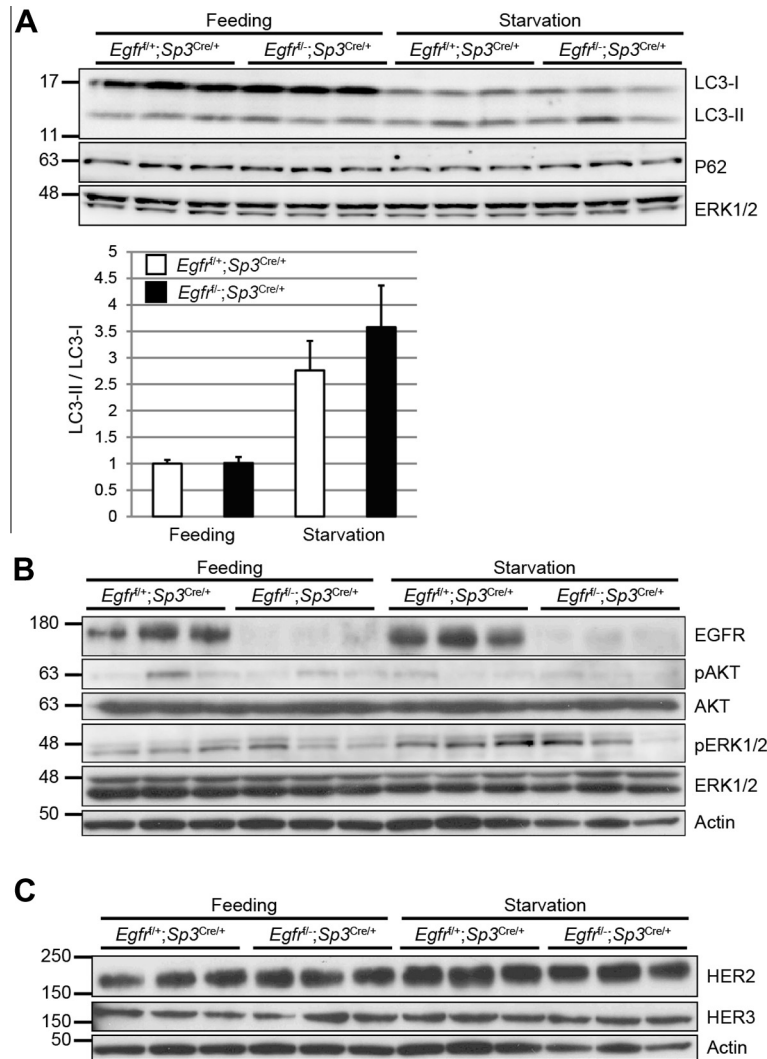 A
Feeding Starvation
Egfrf/+;Sp3Cre/+ Egfrf/-;Sp3Cre/+ Egfrf/+;Sp3Cre/+ Egfrf/-;Sp3Cre/+
17 LC3-I
LC3-II
11
63 P62
48 ERK1/2
5
4.5
4
3.5
3
2.5
2
1.5
1
0.5
0
LC3-II / LC3-I
Egfrf/+;Sp3Cre/+
Egfrf/-;Sp3Cre/+
Feeding Starvation
B
Feeding Starvation
Egfrf/+;Sp3Cre/+ Egfrf/-;Sp3Cre/+ Egfrf/+;Sp3Cre/+ Egfrf/-;Sp3Cre/+
180 EGFR
63 pAKT
63 AKT
48 pERK1/2
48 ERK1/2
50 Actin
C
Feeding Starvation
Egfrf/+;Sp3Cre/+ Egfrf/-;Sp3Cre/+ Egfrf/+;Sp3Cre/+ Egfrf/-;Sp3Cre/+
250 HER2
150
150 HER3
50 Actin